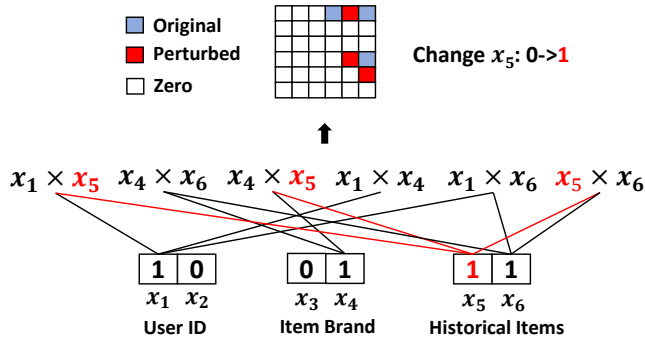 Original
Perturbed
Zero
Change x₅: 0->1
x₁ × x₅ x₄ × x₆ x₄ × x₅ x₁ × x₄ x₁ × x₆ x₅ × x₆
1 0 0 1 1 1
x₁ x₂ x₃ x₄ x₅ x₆
User ID Item Brand Historical Items